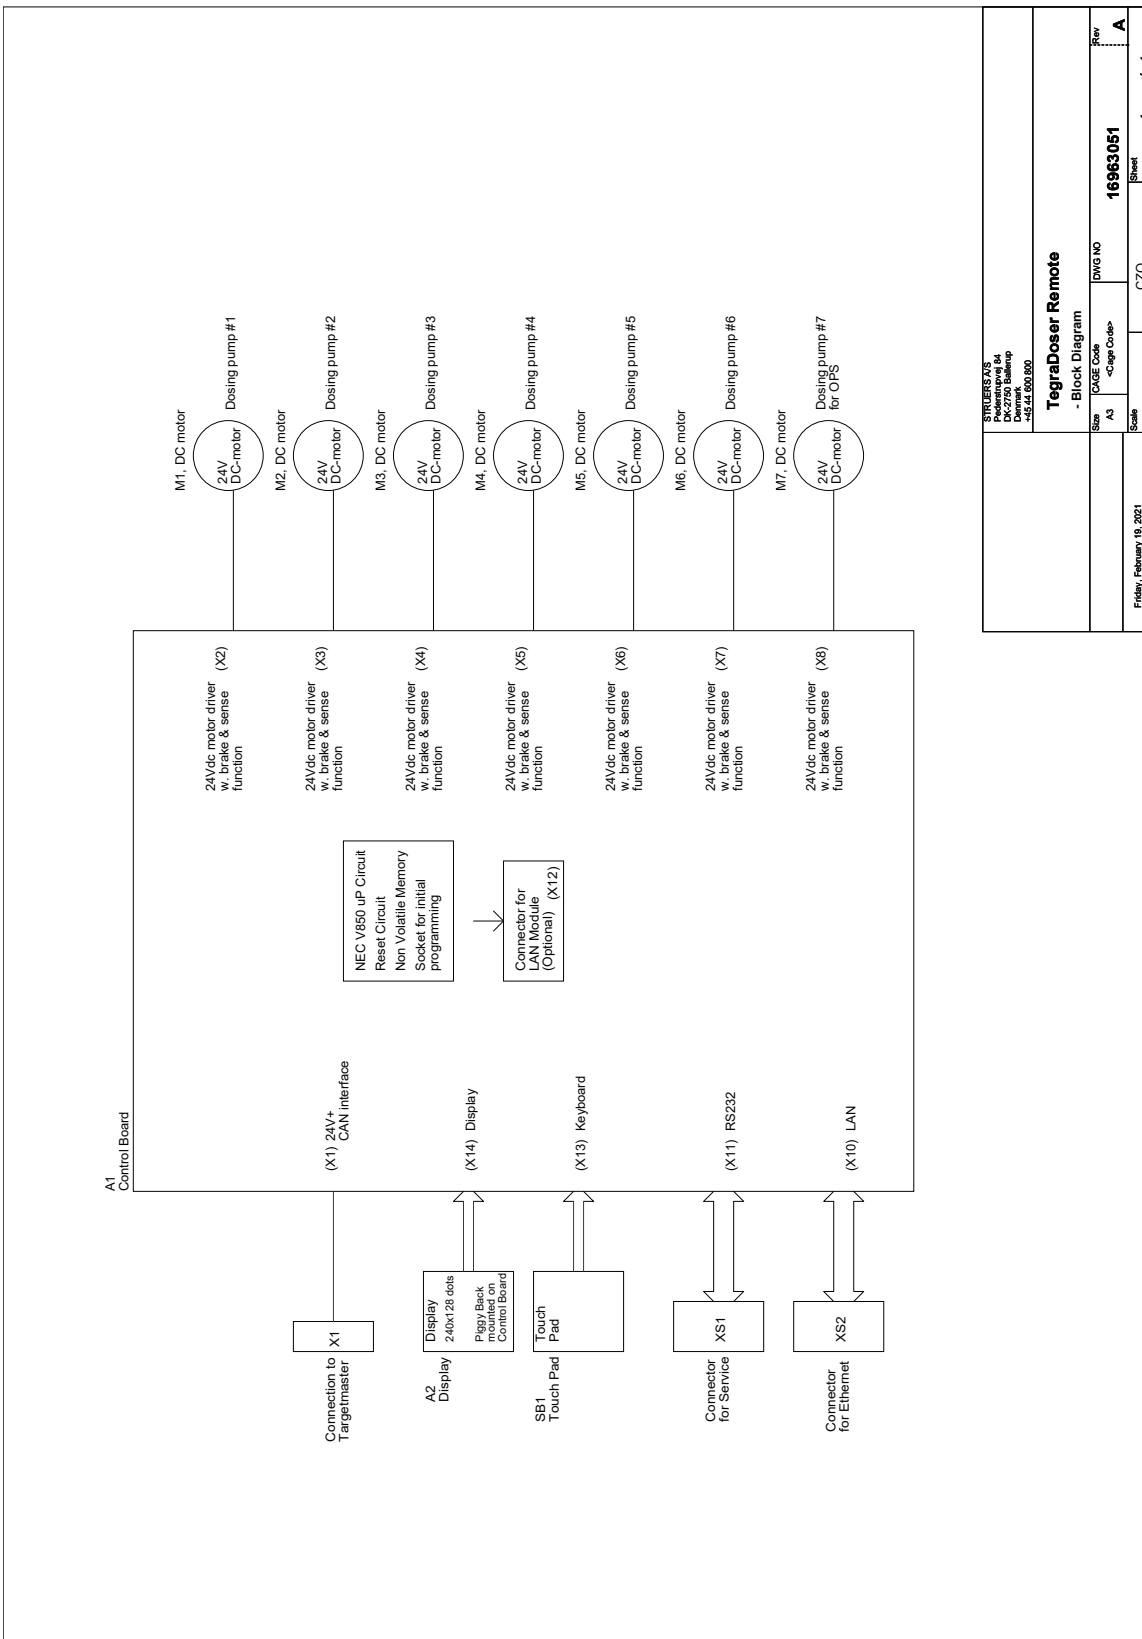 A1
Control Board
Connection to
Targetmaster
X1
(X1) 24V+
CAN interface
A2
Display
Display
240x128 dots
Piggy Back
mounted on
Control Board
(X14) Display
SB1
Touch Pad
Touch
Pad
(X13) Keyboard
Connector
for Service
XS1
(X11) RS232
Connector
for Ethernet
XS2
(X10) LAN
NEC V850 uP Circuit
Reset Circuit
Non Volatile Memory
Socket for initial
programming
Connector for
LAN Module
(Optional) (X12)
24Vdc motor driver (X2)
w. brake & sense
function
M1, DC motor
24V
DC-motor
Dosing pump #1
24Vdc motor driver (X3)
w. brake & sense
function
M2, DC motor
24V
DC-motor
Dosing pump #2
24Vdc motor driver (X4)
w. brake & sense
function
M3, DC motor
24V
DC-motor
Dosing pump #3
24Vdc motor driver (X5)
w. brake & sense
function
M4, DC motor
24V
DC-motor
Dosing pump #4
24Vdc motor driver (X6)
w. brake & sense
function
M5, DC motor
24V
DC-motor
Dosing pump #5
24Vdc motor driver (X7)
w. brake & sense
function
M6, DC motor
24V
DC-motor
Dosing pump #6
24Vdc motor driver (X8)
w. brake & sense
function
M7, DC motor
24V
DC-motor
Dosing pump #7
for OPS
STRUERS A/S
Pederstrupvej 84
DK-2750 Ballerup
Denmark
+45 44 600 800
TegraDoser Remote
- Block Diagram
Size
A3
CAGE Code
<Cage Code>
DWG NO
16963051
Rev
A
Friday, February 19, 2021
Scale
Sheet